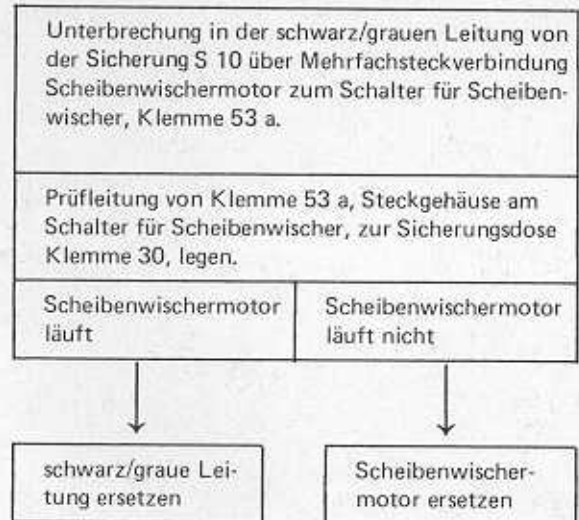 Unterbrechung in der schwarz/grauen Leitung von
der Sicherung S 10 über Mehrfachsteckverbindung
Scheibenwischermotor zum Schalter für Scheiben-
wischer, Klemme 53 a.
Prüfleitung von Klemme 53 a, Steckgehäuse am
Schalter für Scheibenwischer, zur Sicherungsdose
Klemme 30, legen.
Scheibenwischermotor
läuft
Scheibenwischermotor
läuft nicht
schwarz/graue Lei-
tung ersetzen
Scheibenwischer-
motor ersetzen